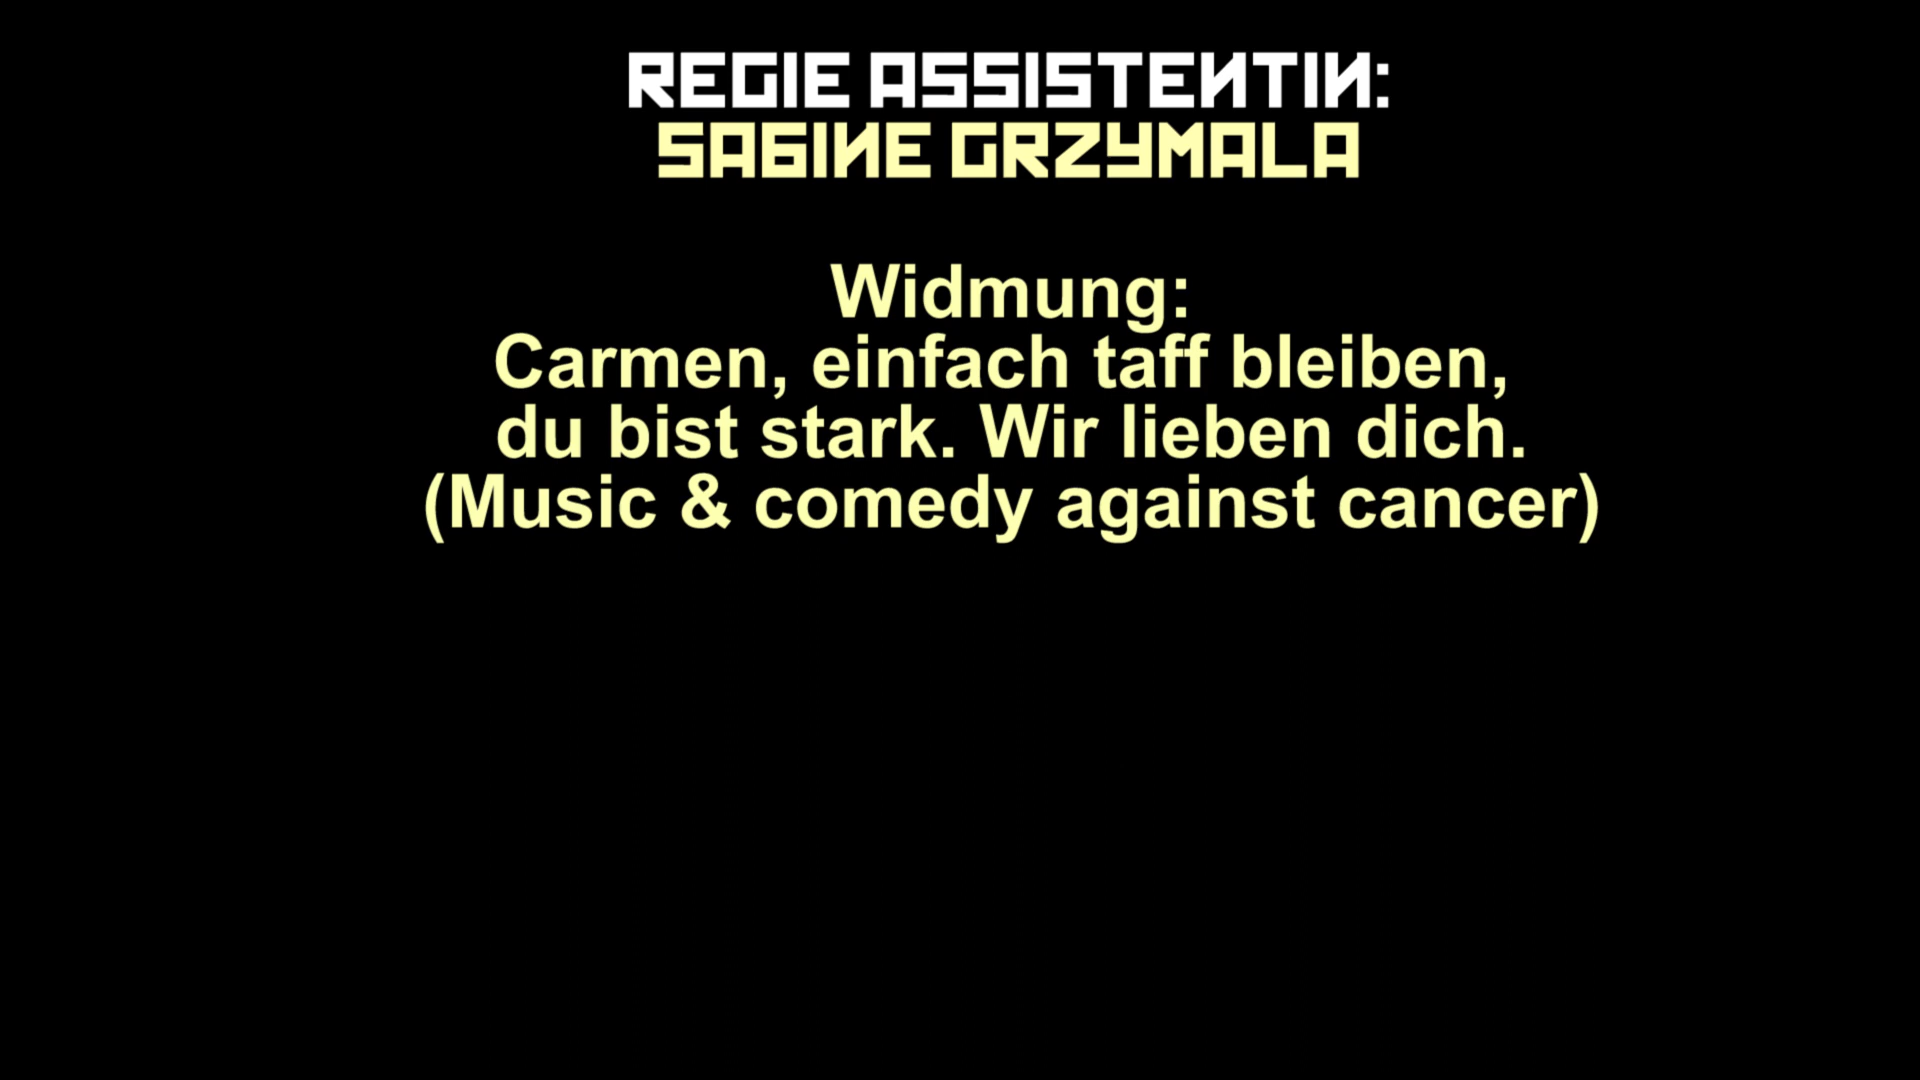 REGIE ASSISTENTIN:
SABINE GRZYMALA
Widmung:
Carmen, einfach taff bleiben,
du bist stark. Wir lieben dich.
(Music & comedy against cancer)